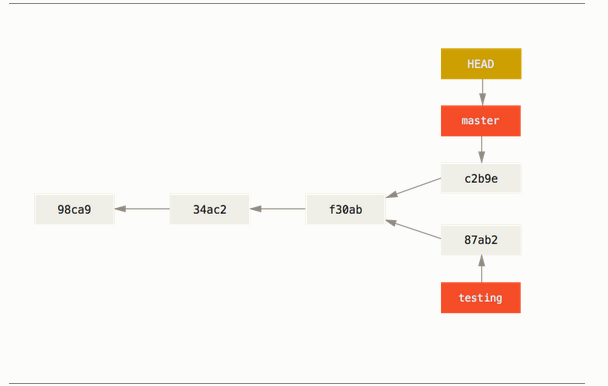 HEAD
master
c2b9e
98ca9
34ac2
f30ab
87ab2
testing